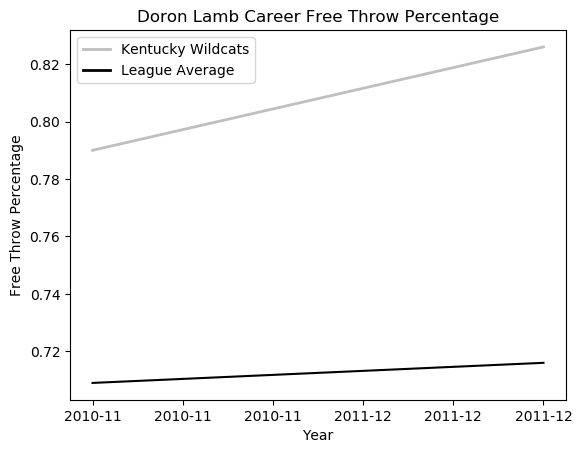 Doron Lamb Career Free Throw Percentage
Kentucky Wildcats
League Average
Free Throw Percentage
0.82
0.80
0.78
0.76
0.74
0.72
2010-11 2010-11 2010-11 2011-12 2011-12 2011-12
Year